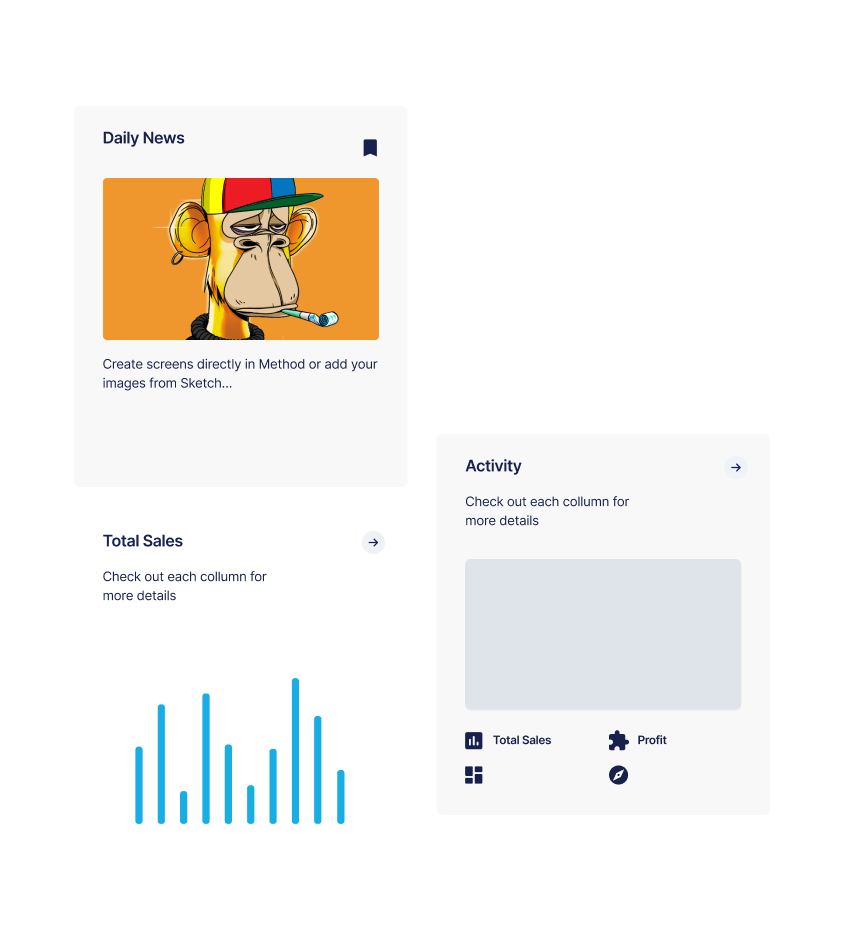 Daily News
Create screens directly in Method or add your
images from Sketch...
Total Sales
Check out each collumn for
more details
Activity
Check out each collumn for
more details
Total Sales
Profit